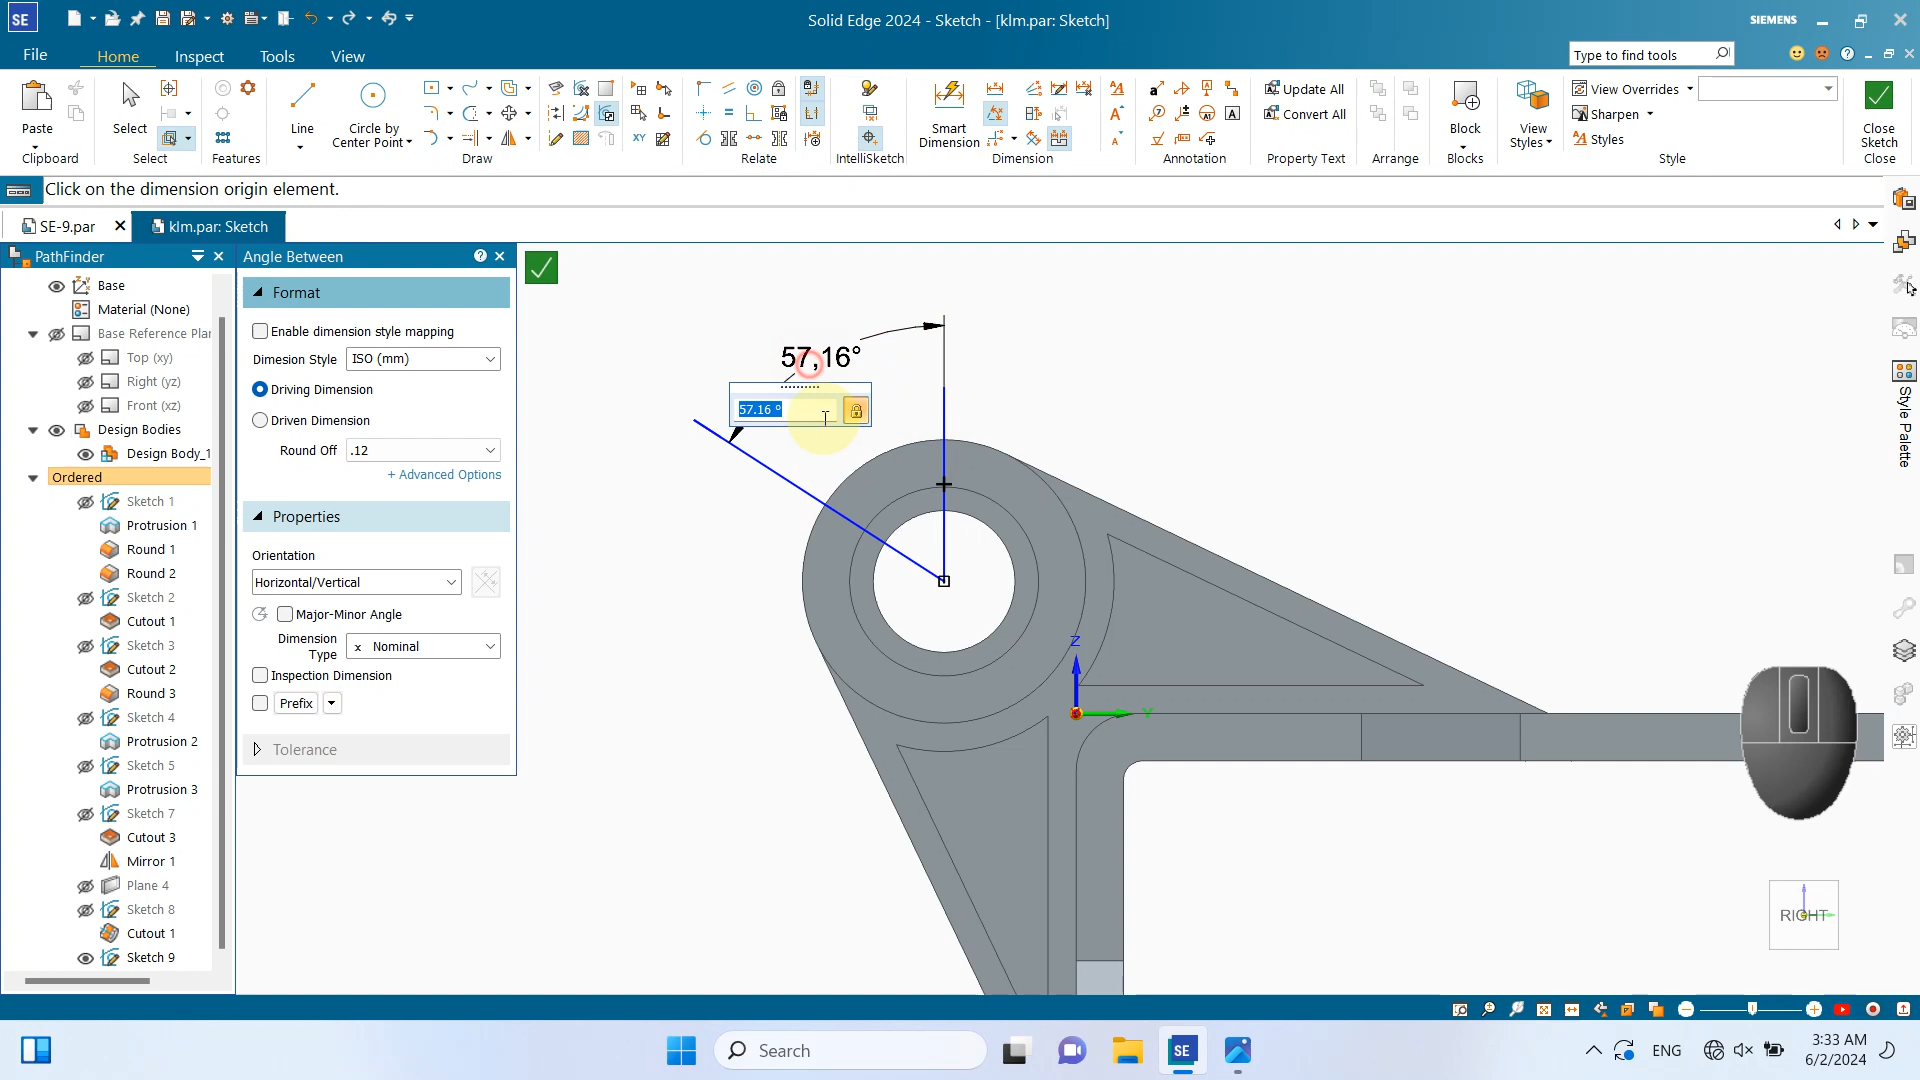 SE
Solid Edge 2024 - Sketch - [klm.par: Sketch]
SIEMENS
File
Home
Inspect
Tools
View
Type to find tools
Paste
Clipboard
Select
Select
Features
Line
Circle by
Center Point
Draw
XY
Relate
IntelliSketch
Smart
Dimension
Dimension
Annotation
Update All
Convert All
Property Text
Arrange
Block
Blocks
View
Styles
View Overrides
Sharpen
Styles
Style
Close
Sketch
Close
Click on the dimension origin element.
SE-9.par
klm.par: Sketch
PathFinder
Base
Material (None)
Base Reference Plar
Top (xy)
Right (yz)
Front (xz)
Design Bodies
Design Body_1
Ordered
Sketch 1
Protrusion 1
Round 1
Round 2
Sketch 2
Cutout 1
Sketch 3
Cutout 2
Round 3
Sketch 4
Protrusion 2
Sketch 5
Protrusion 3
Sketch 7
Cutout 3
Mirror 1
Plane 4
Sketch 8
Cutout 1
Sketch 9
Angle Between
Format
Enable dimension style mapping
Dimesion Style
ISO (mm)
Driving Dimension
Driven Dimension
Round Off
.12
+ Advanced Options
Properties
Orientation
Horizontal/Vertical
Major-Minor Angle
Dimension
Type
x Nominal
Inspection Dimension
Prefix
Tolerance
57,16°
57.16 °
Z
Y
RIGHT
Style Palette
Search
SE
ENG
3:33 AM
6/2/2024